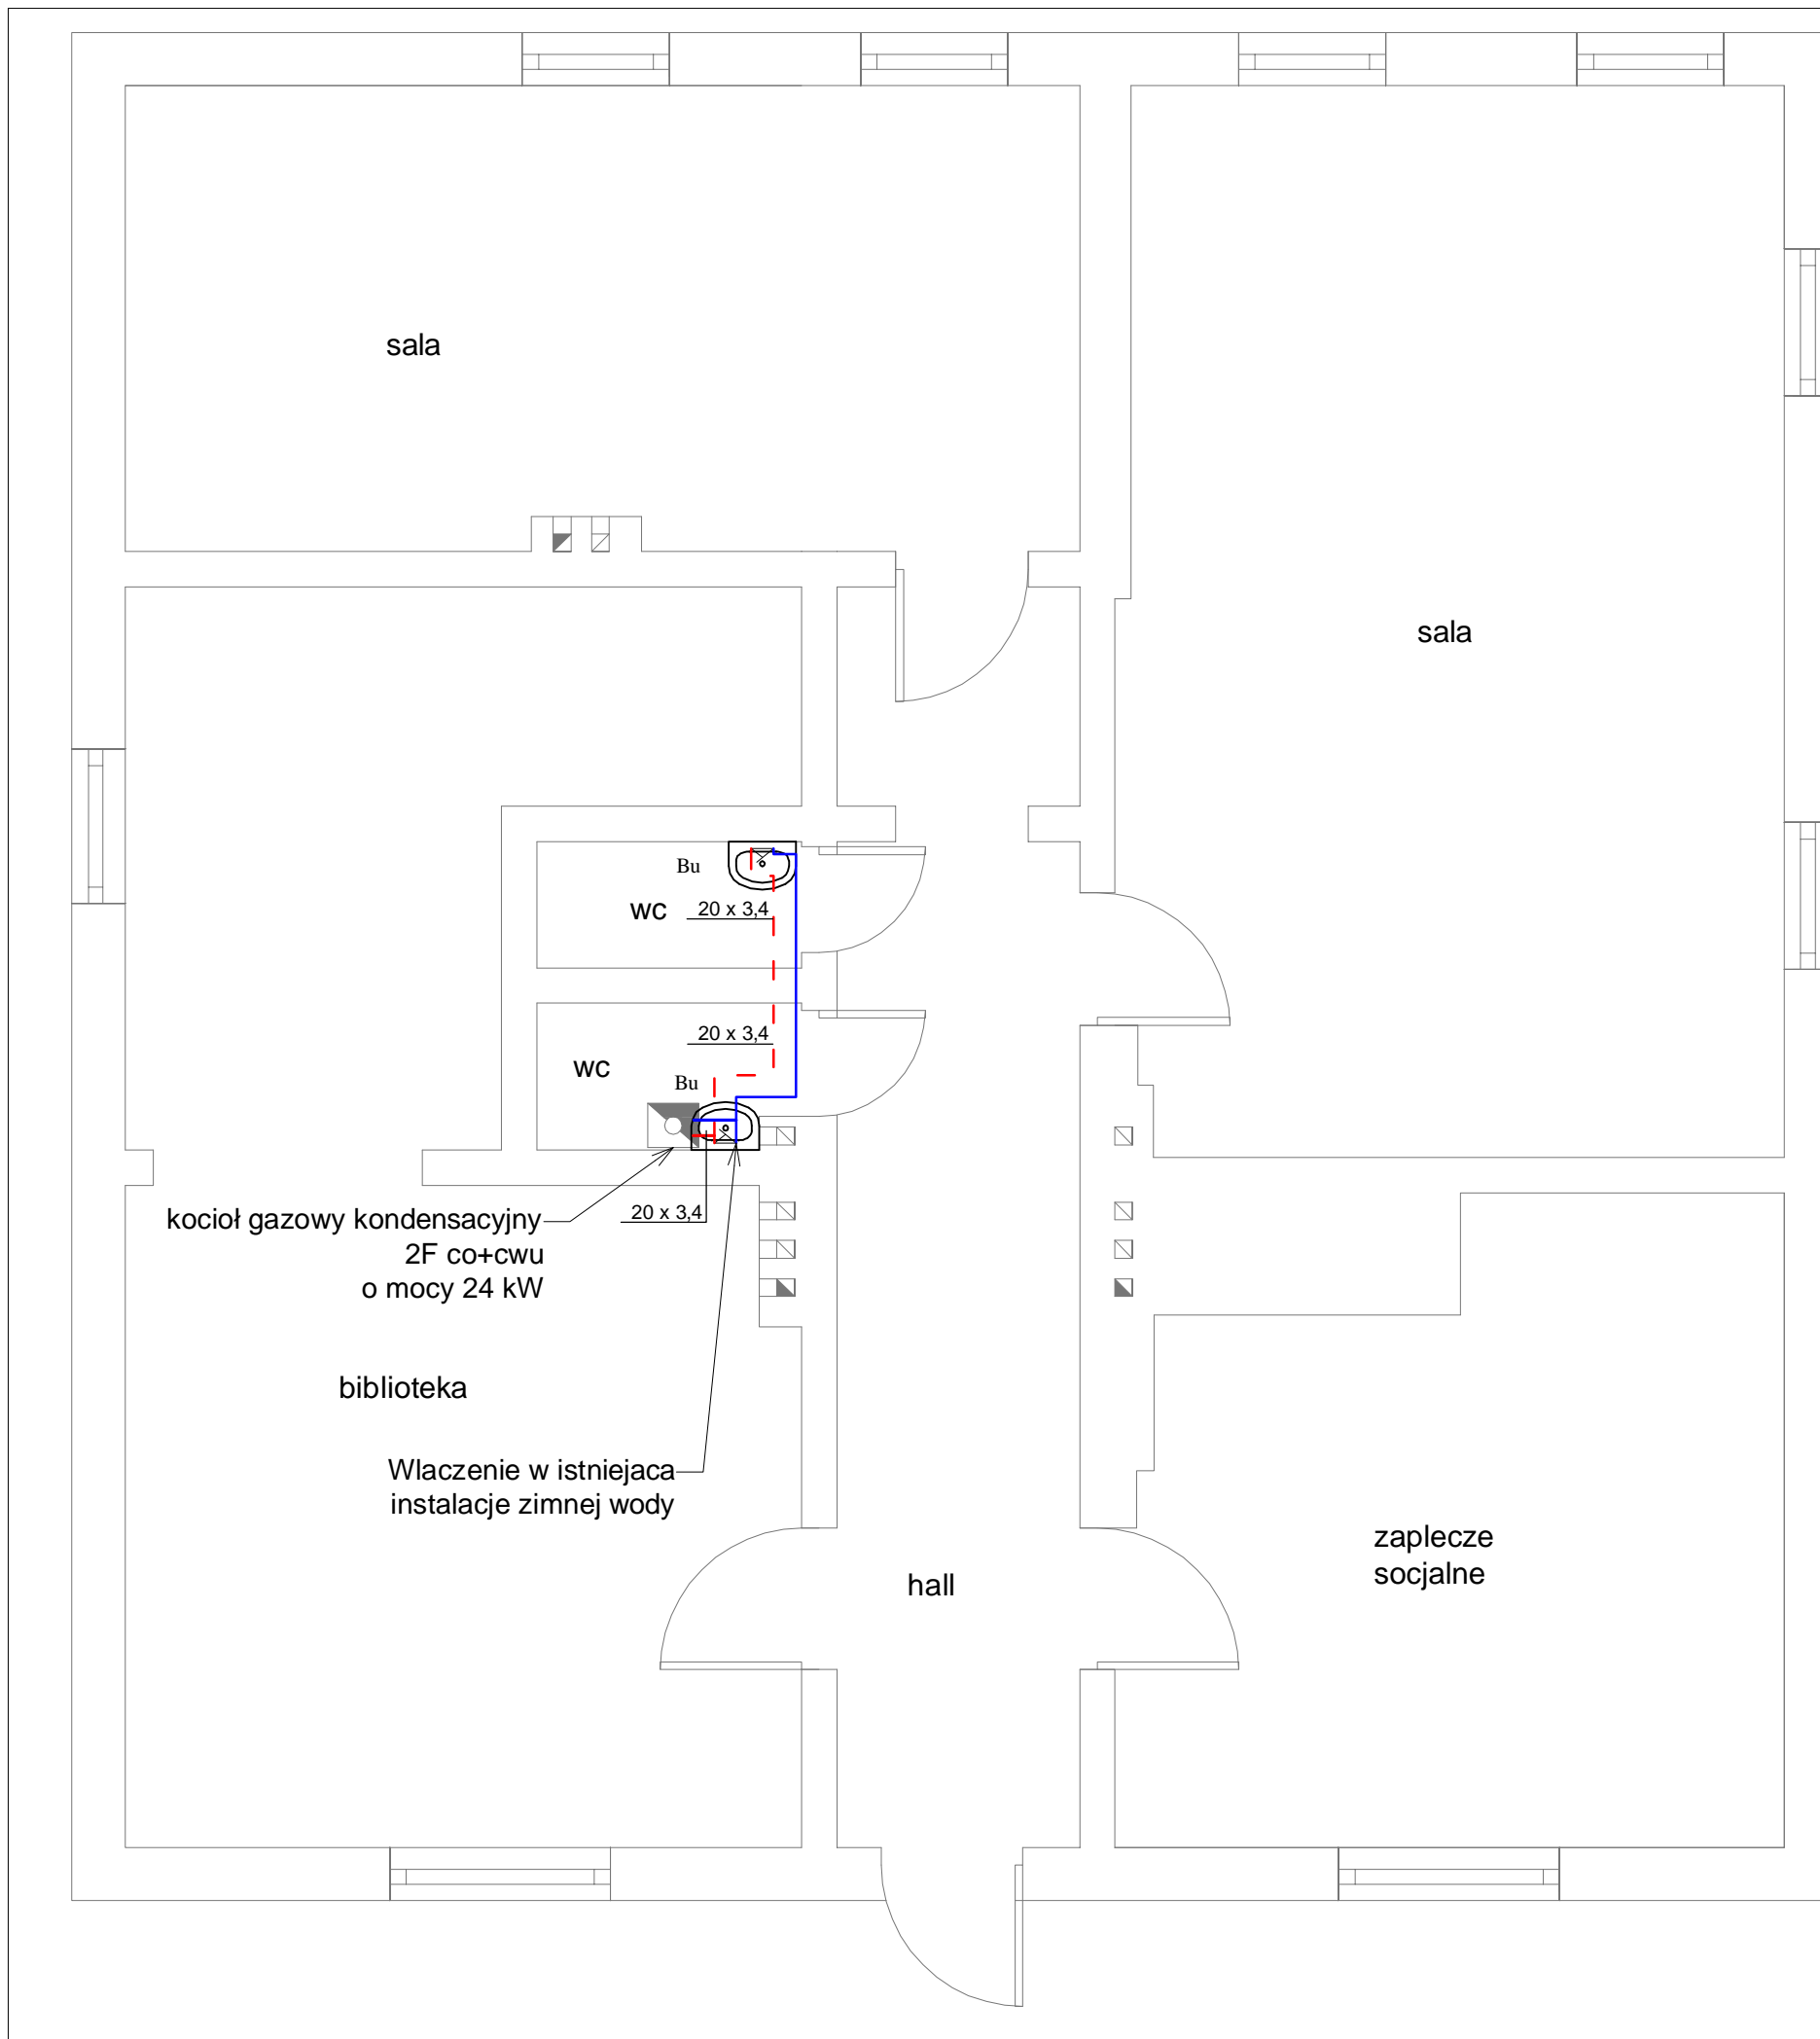 sala
sala
Bu
wc
20 x 3,4
20 x 3,4
wc
Bu
kocioł gazowy kondensacyjny
2F co+cwu
o mocy 24 kW
20 x 3,4
biblioteka
Wlaczenie w istniejaca
instalacje zimnej wody
hall
zaplecze
socjalne